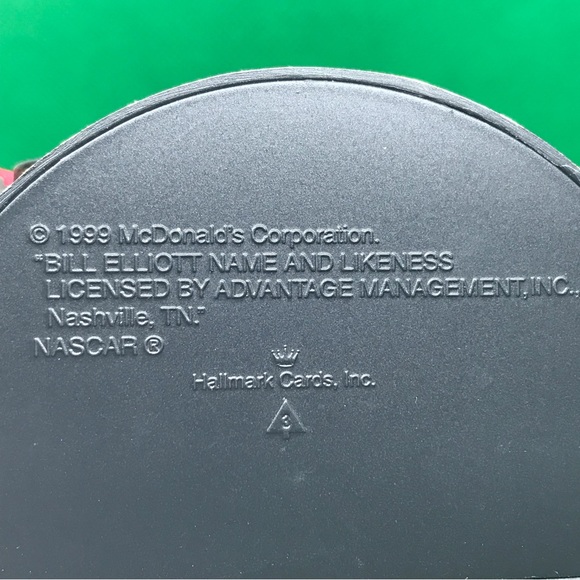 © 1999 McDonald's Corporation.
"BILL ELLIOTT NAME AND LIKENESS
LICENSED BY ADVANTAGE MANAGEMENT, INC.,
Nashville, TN."
NASCAR ®
Hallmark Cards, Inc.
3